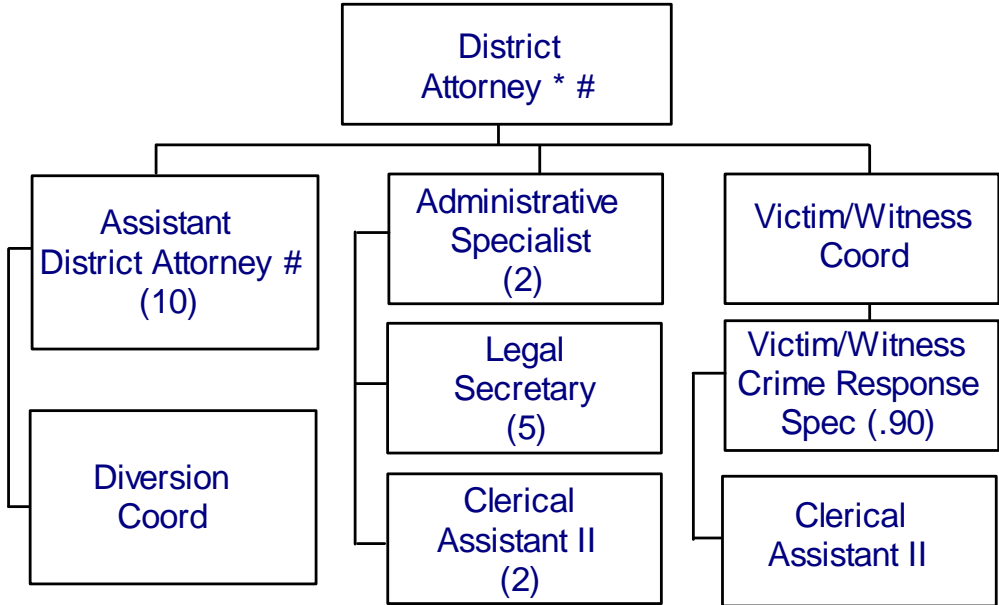 District
Attorney * #
Assistant
District Attorney #
(10)
Diversion
Coord
Administrative
Specialist
(2)
Legal
Secretary
(5)
Clerical
Assistant II
(2)
Victim/Witness
Coord
Victim/Witness
Crime Response
Spec (.90)
Clerical
Assistant II